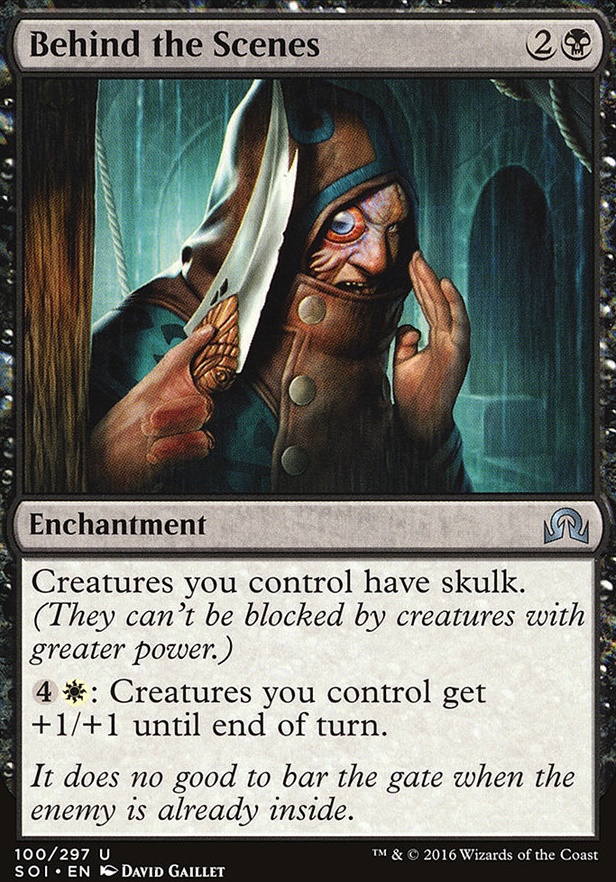 Behind the Scenes 2
Enchantment
Creatures you control have skulk.
(They can't be blocked by creatures with
greater power.)
4: Creatures you control get
+1/+1 until end of turn.
It does no good to bar the gate when the
enemy is already inside.
100/297 U
SOI • EN DAVID GAILLET
™ & © 2016 Wizards of the Coast